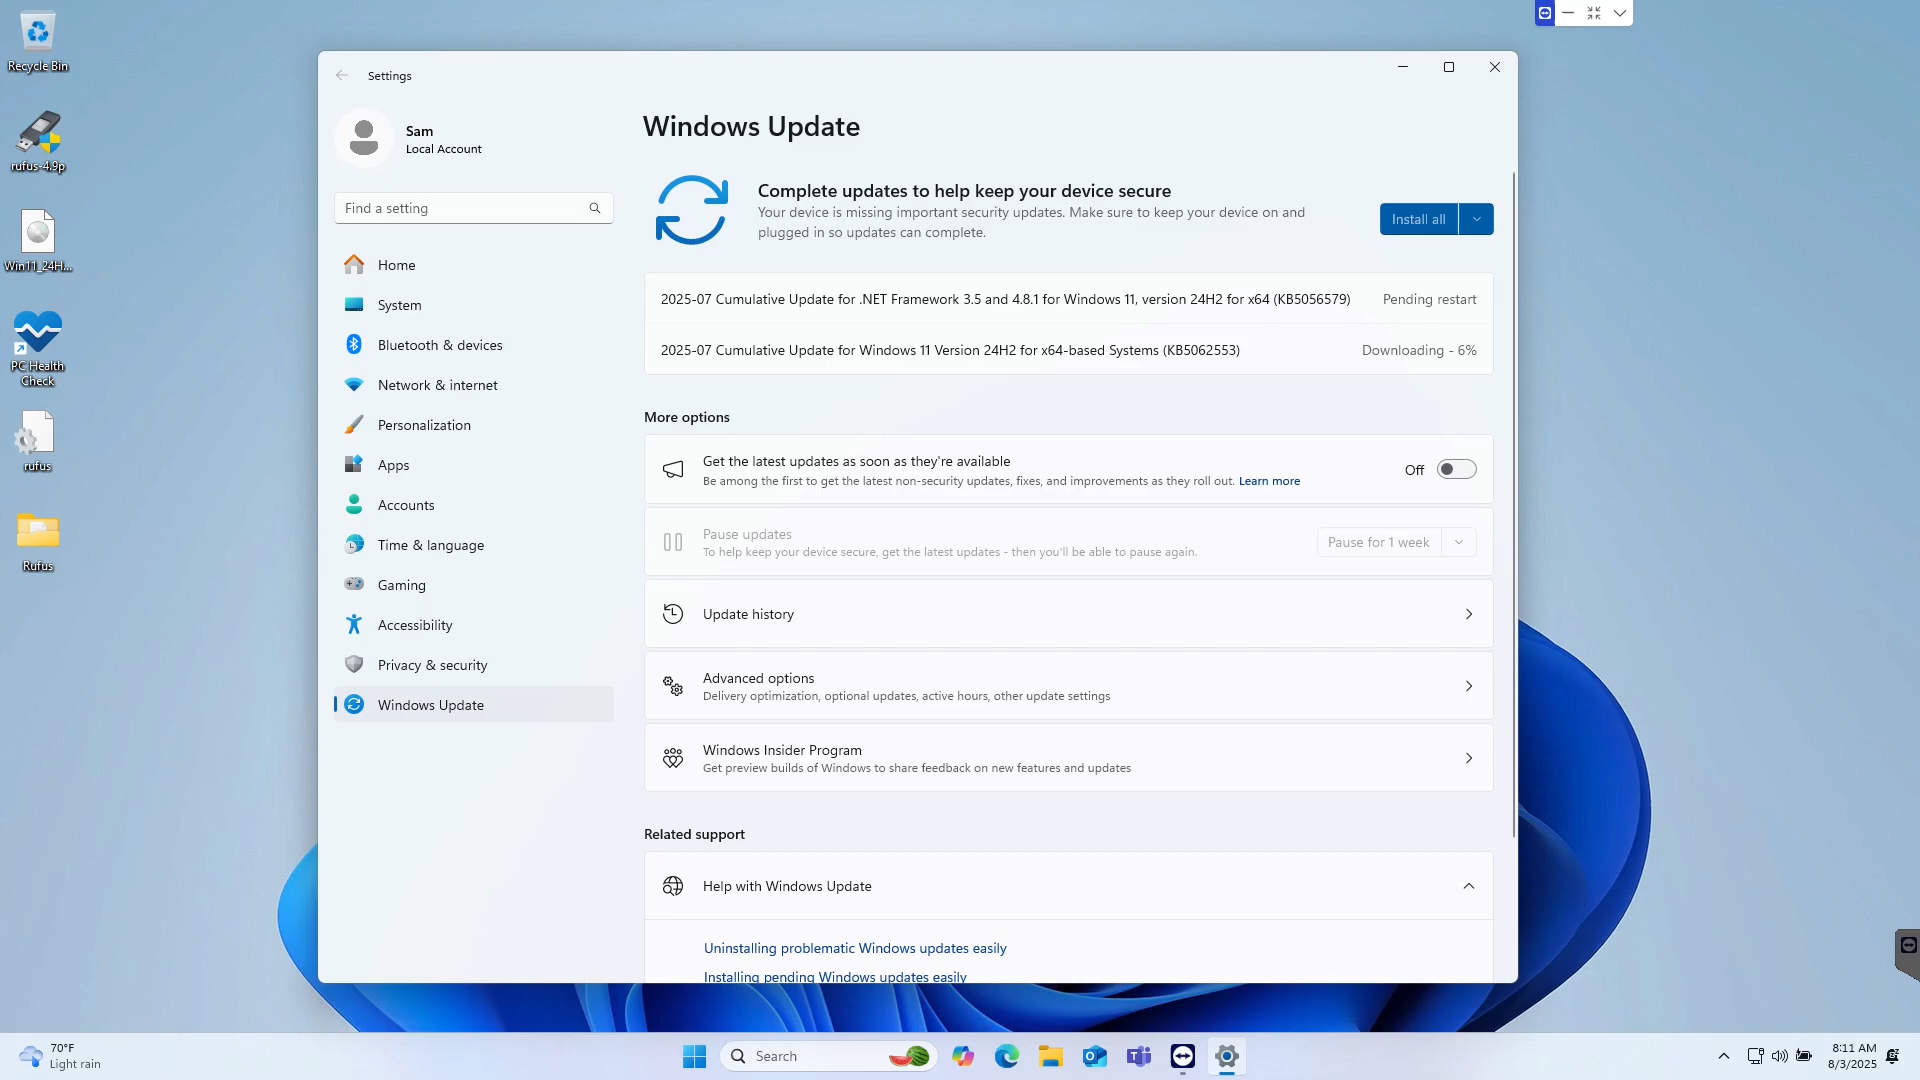 Recycle Bin
rufus-4.9p
Win11_24H...
PC Health
Check
rufus
Rufus
Settings
Sam
Local Account
Find a setting
Home
System
Bluetooth & devices
Network & internet
Personalization
Apps
Accounts
Time & language
Gaming
Accessibility
Privacy & security
Windows Update
Windows Update
Complete updates to help keep your device secure
Your device is missing important security updates. Make sure to keep your device on and
plugged in so updates can complete.
Install all
2025-07 Cumulative Update for .NET Framework 3.5 and 4.8.1 for Windows 11, version 24H2 for x64 (KB5056579) Pending restart
2025-07 Cumulative Update for Windows 11 Version 24H2 for x64-based Systems (KB5062553) Downloading - 6%
More options
Get the latest updates as soon as they're available
Be among the first to get the latest non-security updates, fixes, and improvements as they roll out. Learn more
Off
Pause updates
To help keep your device secure, get the latest updates - then you'll be able to pause again.
Pause for 1 week
Update history
Advanced options
Delivery optimization, optional updates, active hours, other update settings
Windows Insider Program
Get preview builds of Windows to share feedback on new features and updates
Related support
Help with Windows Update
Uninstalling problematic Windows updates easily
Installing pending Windows updates easily
70°F
Light rain
Search
8:11 AM
8/3/2025